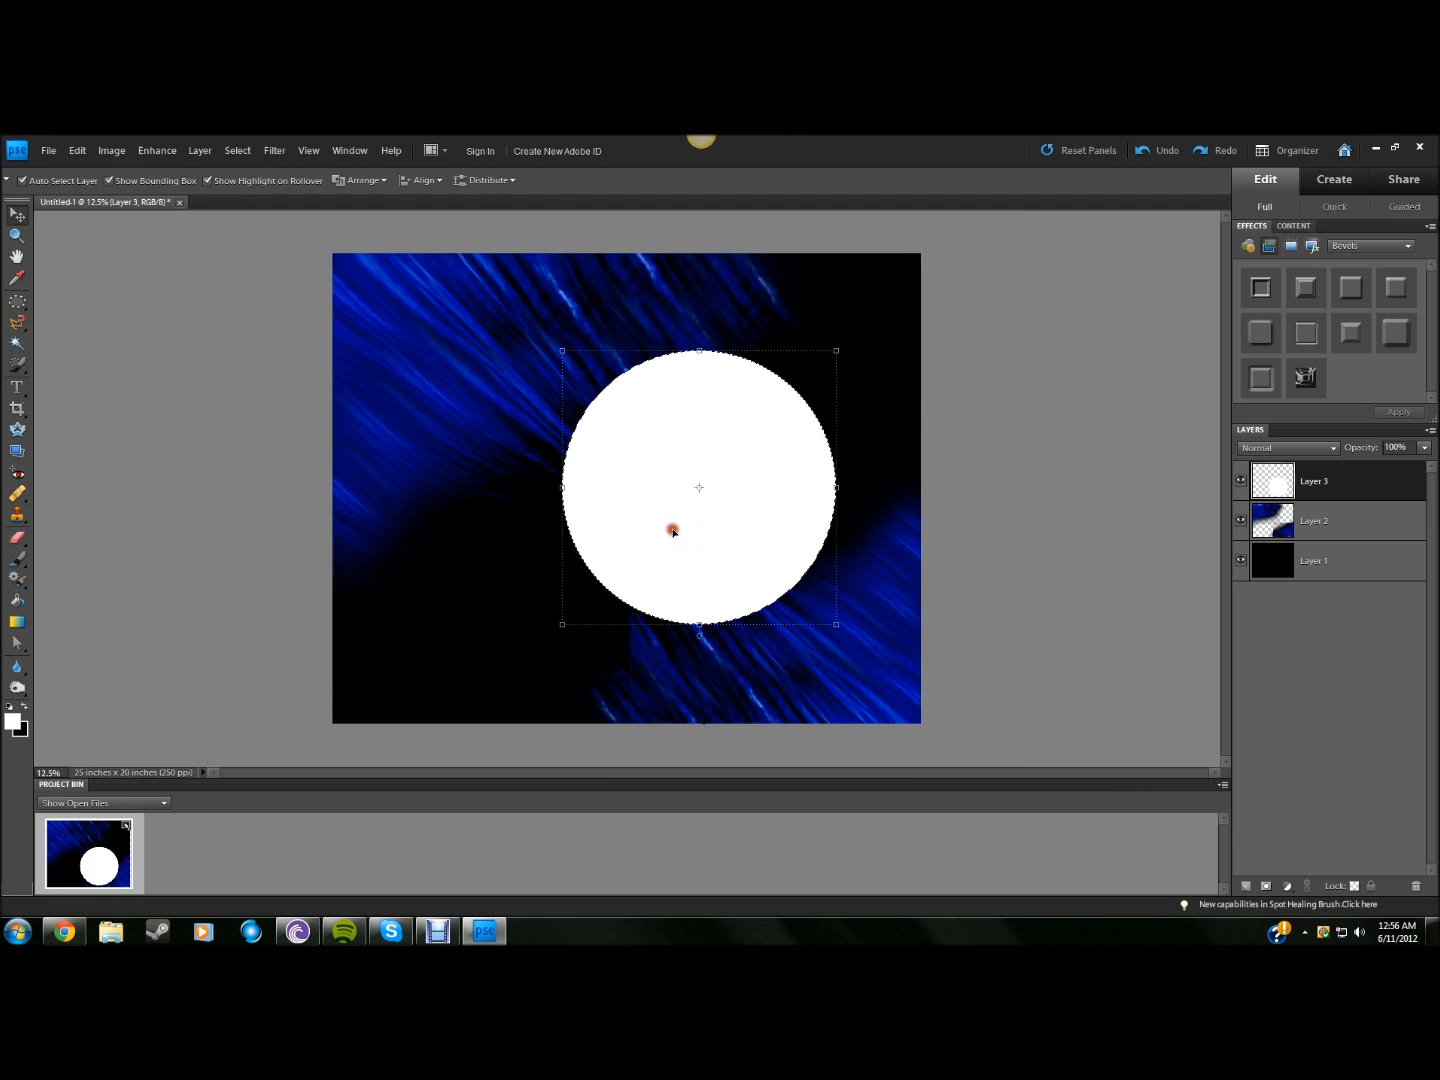 pse File Edit Image Enhance Layer Select Filter View Window Help Sign In Create New Adobe ID Reset Panels Undo Redo Organizer
Auto Select Layer Show Bounding Box Show Highlight on Rollover Arrange Align Distribute
Edit Create Share
Untitled-1 @ 12.5% (Layer 3, RGB/8) *
Full Quick Guided
EFFECTS CONTENT
Bevels
Apply
LAYERS
Normal Opacity: 100%
Layer 3
Layer 2
Layer 1
T
12.5% 25 inches x 20 inches (250 ppi)
PROJECT BIN
Show Open Files
Lock:
New capabilities in Spot Healing Brush.Click here
pse
12:56 AM
6/11/2012